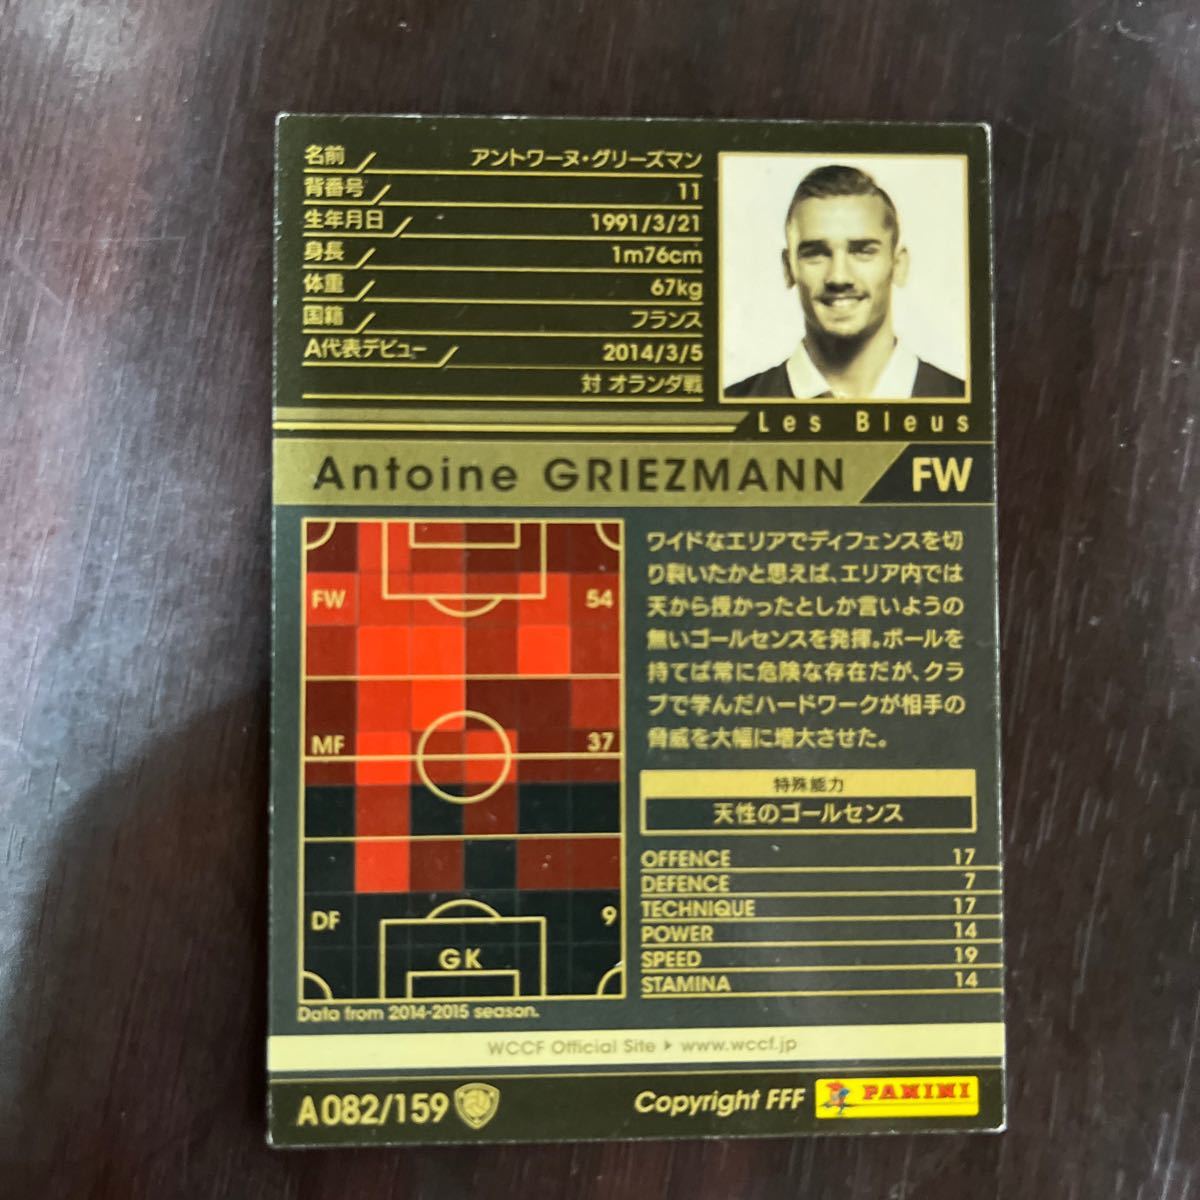 名前 アントワーヌ・グリーズマン
背番号 11
生年月日 1991/3/21
身長 1m76cm
体重 67kg
国籍 フランス
A代表デビュー 2014/3/5
対 オランダ戦
Les Bleus
Antoine GRIEZMANN FW
FW 54
MF 37
DF 9
GK
Data from 2014-2015 season.
ワイドなエリアでディフェンスを切
り裂いたかと思えば、エリア内では
天から授かったとしか言いようの
無いゴールセンスを発揮。ボールを
持てば常に危険な存在だが、クラ
ブで学んだハードワークが相手の
脅威を大幅に増大させた。
特殊能力
天性のゴールセンス
OFFENCE 17
DEFENCE 7
TECHNIQUE 17
POWER 14
SPEED 19
STAMINA 14
WCCF Official Site ▶ www.wccf.jp
A082/159
Copyright FFF
PANINI